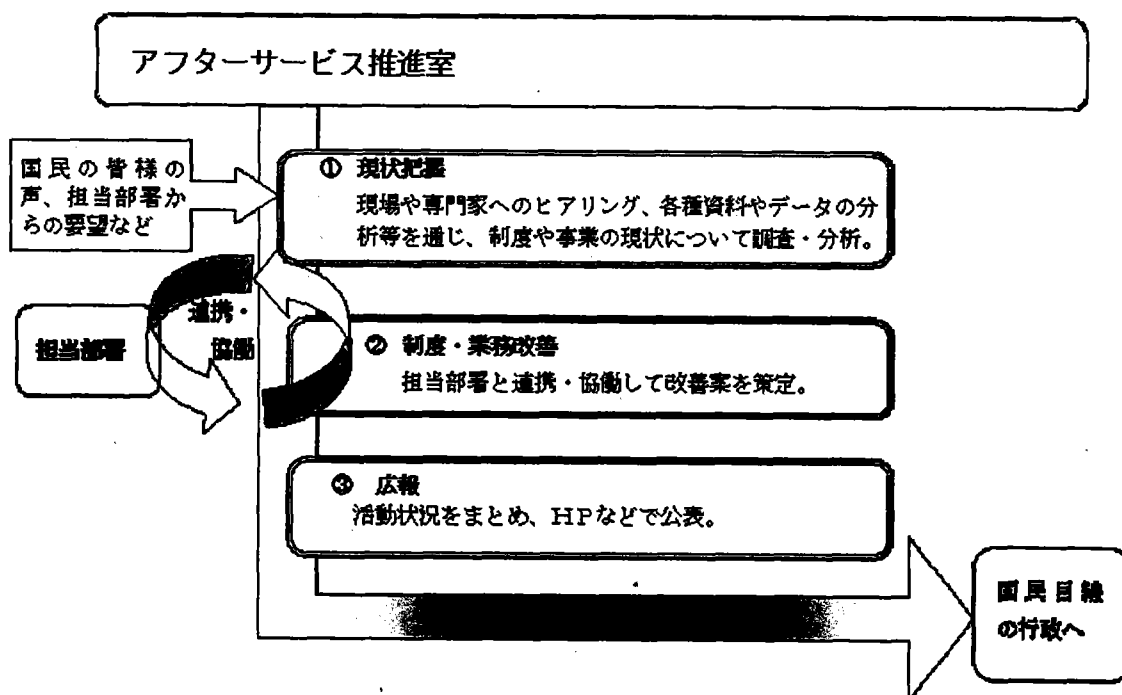 アフターサービス推進室
国民の皆様の
声、担当部署か
らの要望など
① 現状把握
現場や専門家へのヒアリング、各種資料やデータの分
析等を通じ、制度や事業の現状について調査・分析。
連携・
協働
担当部署
② 制度・業務改善
担当部署と連携・協働して改善案を策定。
③ 広報
活動状況をまとめ、HPなどで公表。
国民目線
の行政へ